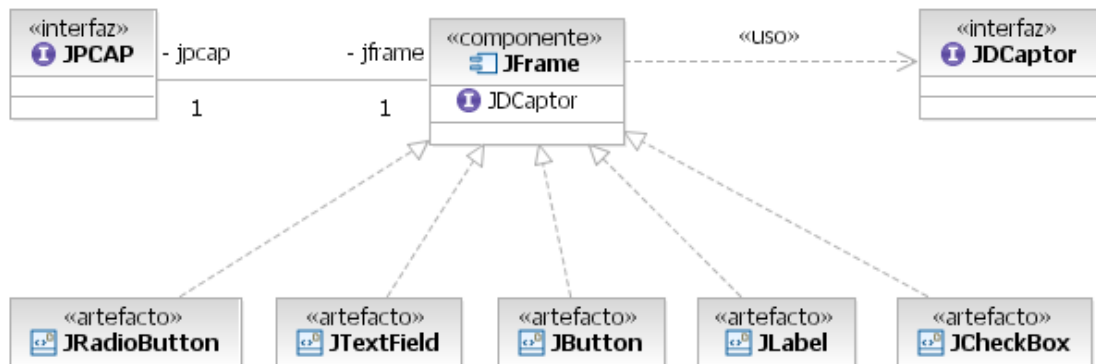 «interfaz»
JPCAP
- jpcap
- jframe
1
1
«componente»
JFrame
JDCaptor
«uso»
«interfaz»
JDCaptor
«artefacto»
JRadioButton
«artefacto»
JTextField
«artefacto»
JButton
«artefacto»
JLabel
«artefacto»
JCheckBox